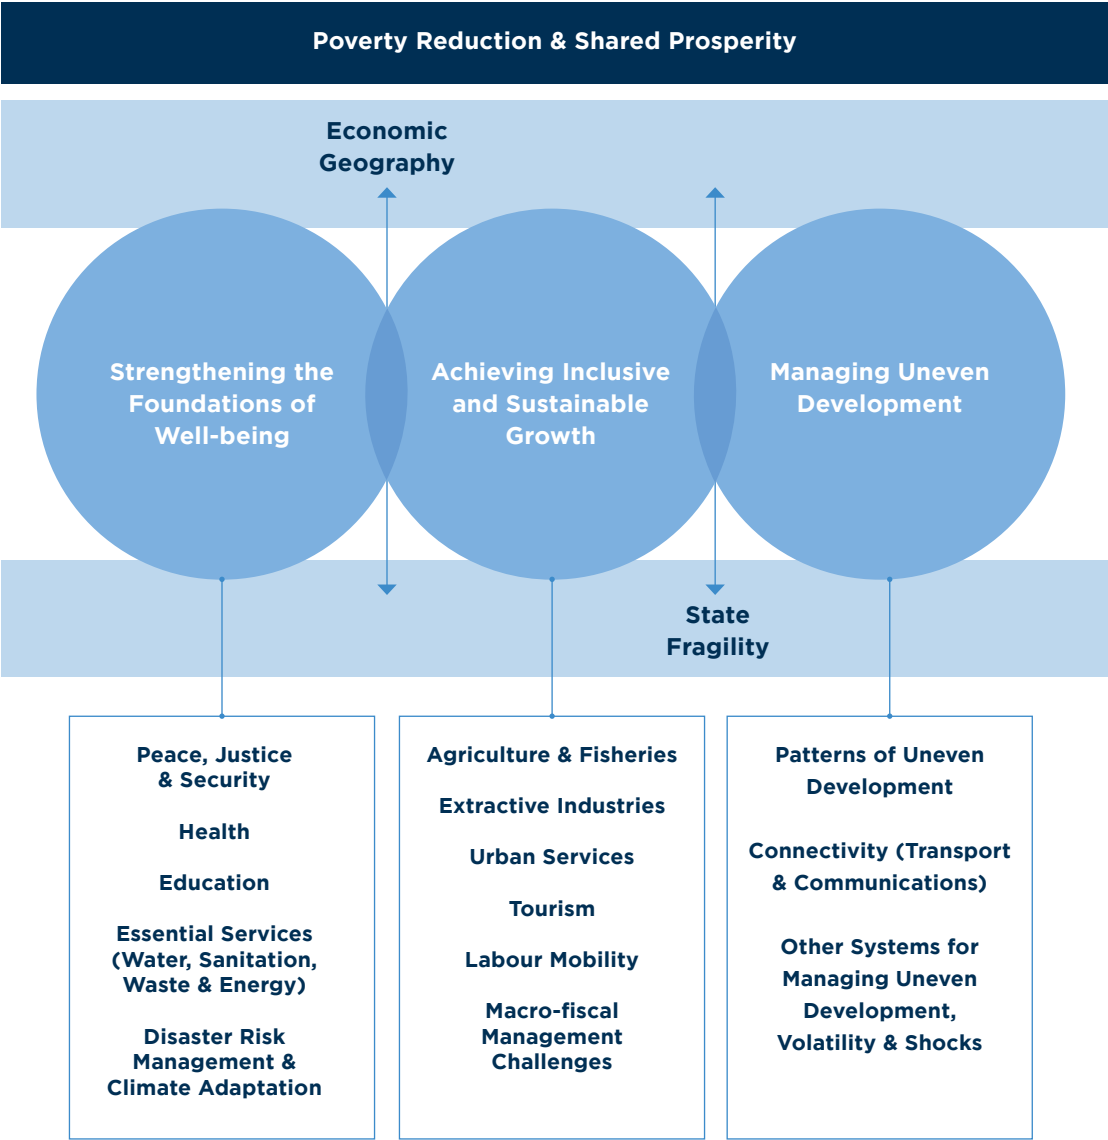 Poverty Reduction & Shared Prosperity
Economic
Geography
Strengthening the
Foundations of
Well-being
Achieving Inclusive
and Sustainable
Growth
Managing Uneven
Development
State
Fragility
Peace, Justice
& Security
Health
Education
Essential Services
(Water, Sanitation,
Waste & Energy)
Disaster Risk
Management &
Climate Adaptation
Agriculture & Fisheries
Extractive Industries
Urban Services
Tourism
Labour Mobility
Macro-fiscal
Management
Challenges
Patterns of Uneven
Development
Connectivity (Transport
& Communications)
Other Systems for
Managing Uneven
Development,
Volatility & Shocks